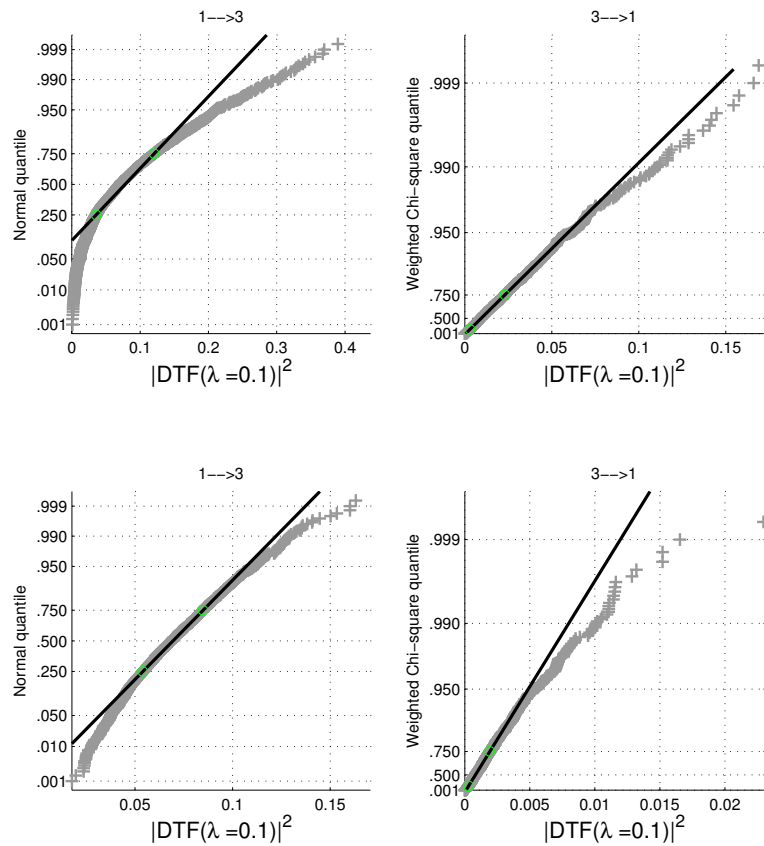 1−−>3
.999
.990
.950
.750
.500
.250
.050
.010
.001
Normal quantile
0 0.1 0.2 0.3 0.4
|DTF(λ =0.1)|²
3−−>1
.999
.990
.950
.750
.500
.001
Weighted Chi−square quantile
0 0.05 0.1 0.15
|DTF(λ =0.1)|²
1−−>3
.999
.990
.950
.750
.500
.250
.050
.010
.001
Normal quantile
0.05 0.1 0.15
|DTF(λ =0.1)|²
3−−>1
.999
.990
.950
.750
.500
.001
Weighted Chi−square quantile
0 0.005 0.01 0.015 0.02
|DTF(λ =0.1)|²